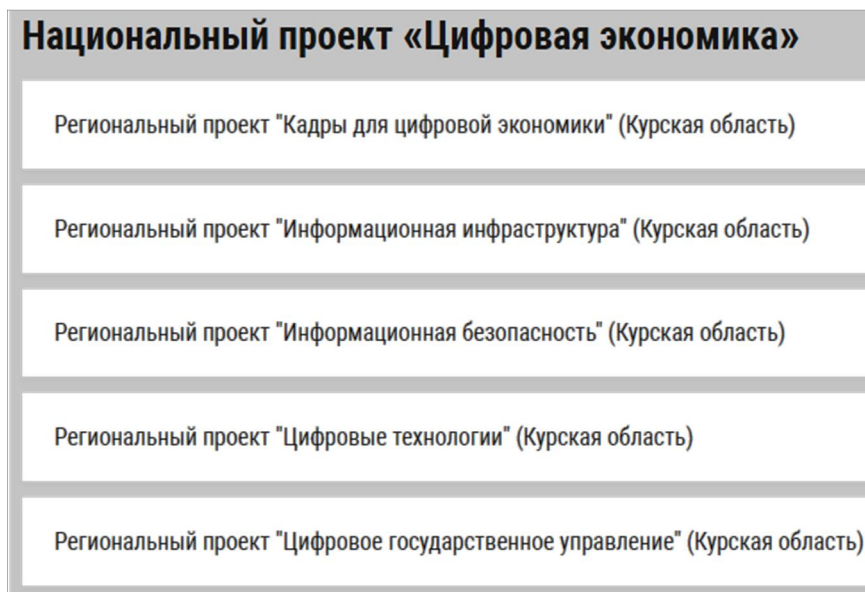 Национальный проект «Цифровая экономика»
Региональный проект "Кадры для цифровой экономики" (Курская область)
Региональный проект "Информационная инфраструктура" (Курская область)
Региональный проект "Информационная безопасность" (Курская область)
Региональный проект "Цифровые технологии" (Курская область)
Региональный проект "Цифровое государственное управление" (Курская область)